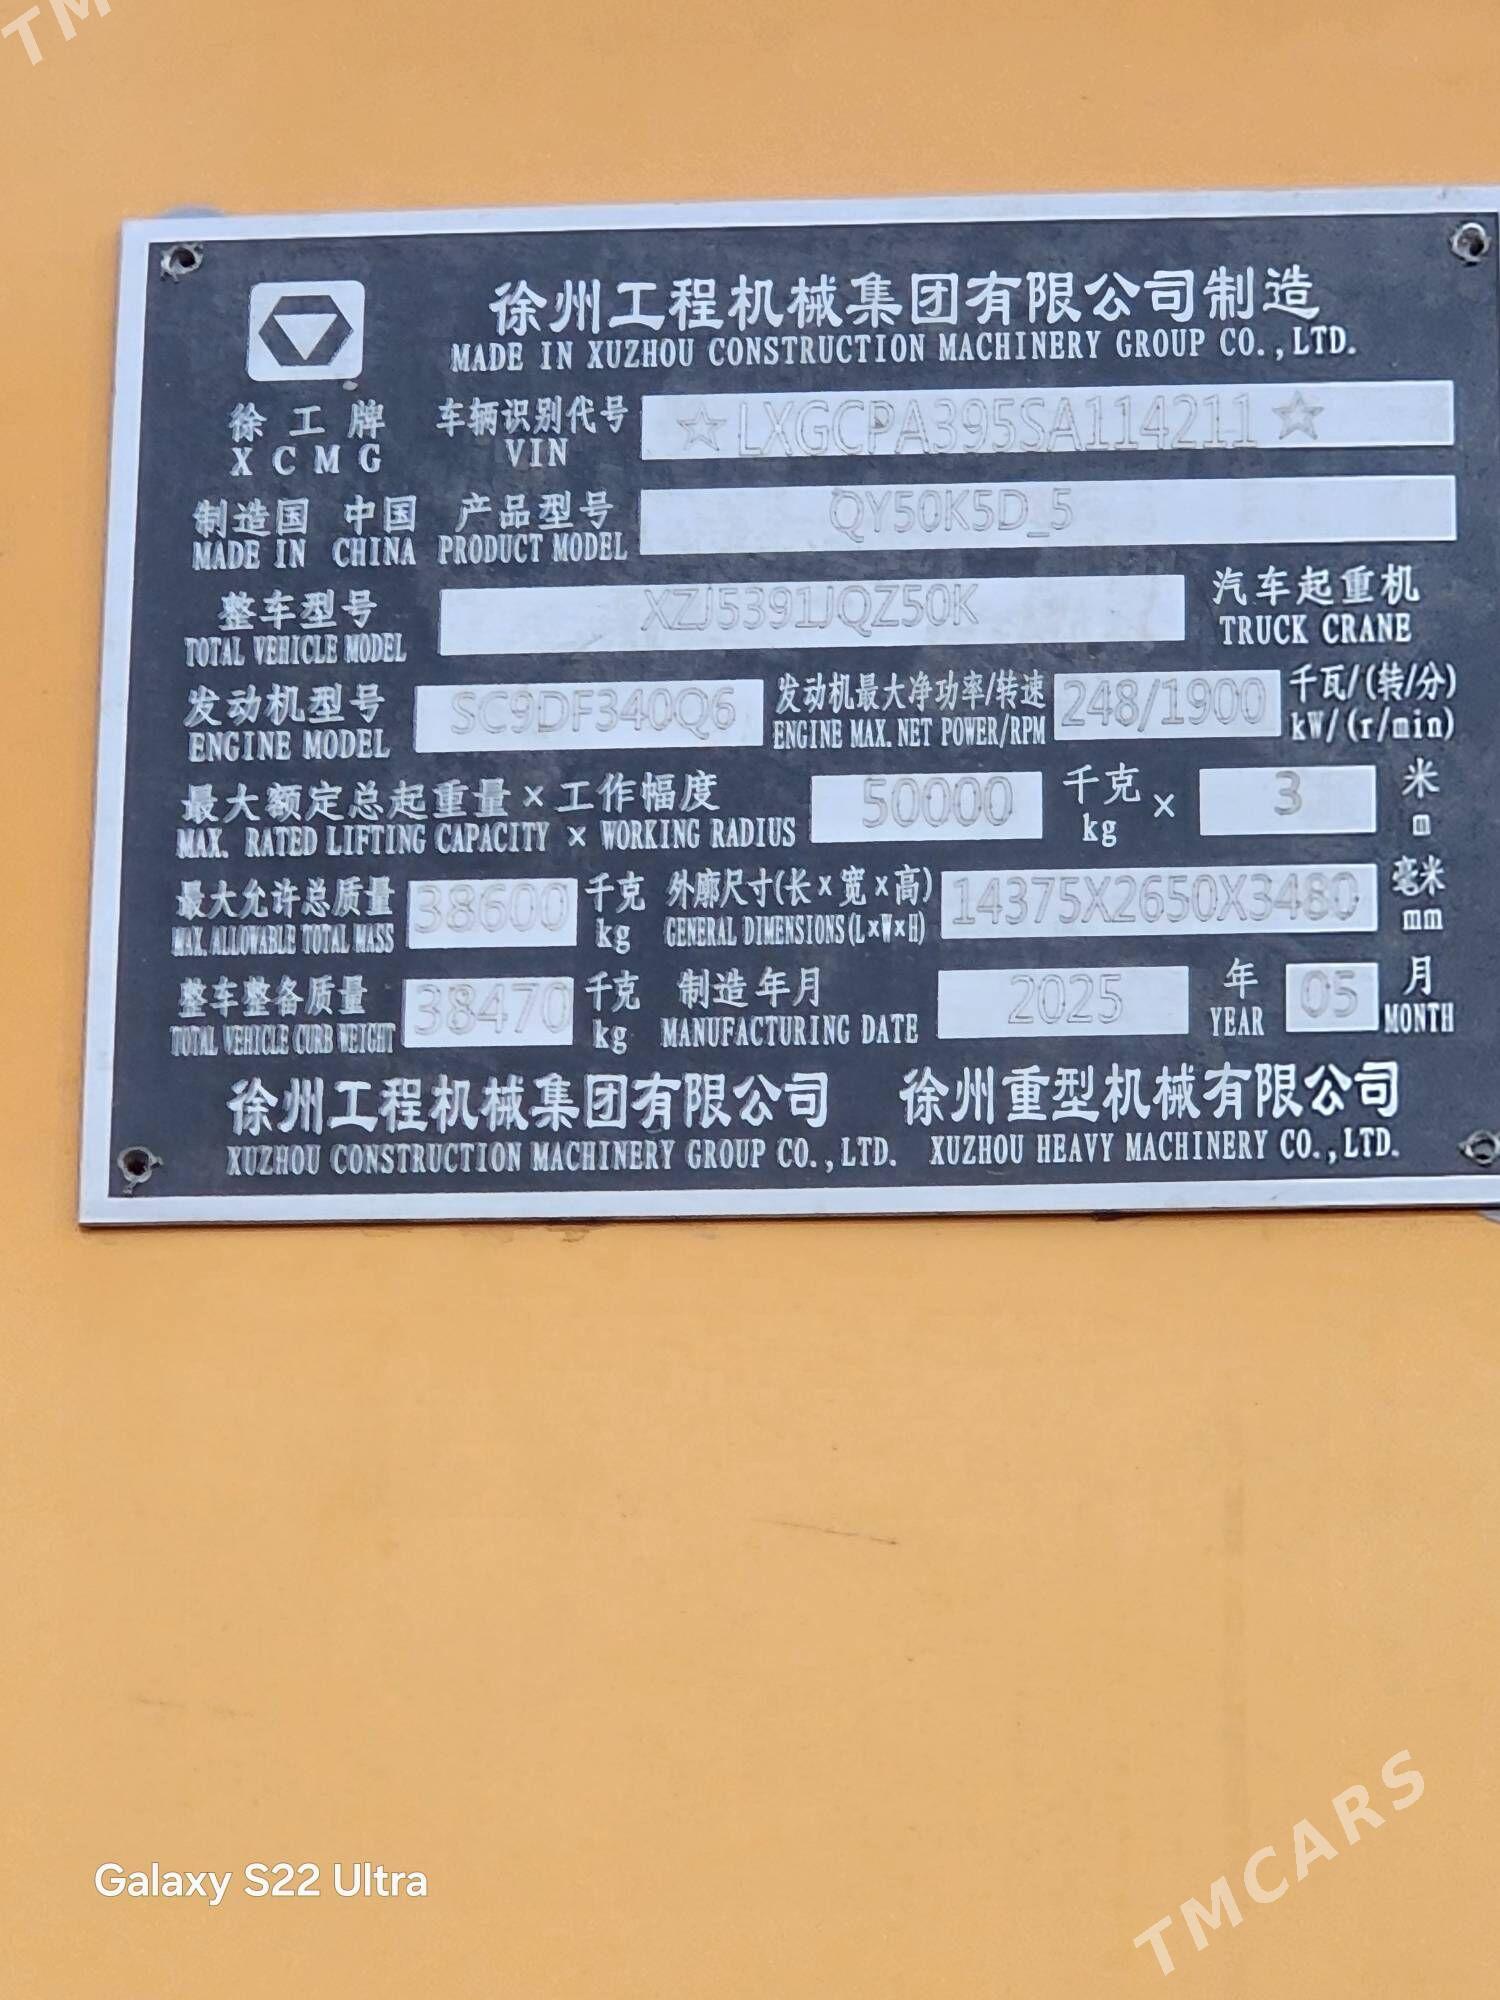 TM
徐州工程机械集团有限公司制造
MADE IN XUZHOU CONSTRUCTION MACHINERY GROUP CO.,LTD.
徐工牌 车辆识别代号 ☆LXGCPA395SA114211☆
XCMG VIN
制造国 中国 产品型号 QY50K5D_5
MADE IN CHINA PRODUCT MODEL
整车型号 XZJ5391JQZ50K 汽车起重机
TOTAL VEHICLE MODEL TRUCK CRANE
发动机型号 SC9DF340Q6 发动机最大净功率/转速 248/1900 千瓦/(转/分)
ENGINE MODEL ENGINE MAX. NET POWER/RPM kW/(r/min)
最大额定总起重量×工作幅度 50000 千克 × 3 米
MAX. RATED LIFTING CAPACITY × WORKING RADIUS kg m
最大允许总质量 38600 千克 外廓尺寸(长×宽×高) 14375X2650X3480 毫米
MAX. ALLOWABLE TOTAL MASS kg GENERAL DIMENSIONS(L×W×H) mm
整车整备质量 38470 千克 制造年月 2025 年 05 月
TOTAL VEHICLE CURB WEIGHT kg MANUFACTURING DATE YEAR MONTH
徐州工程机械集团有限公司 徐州重型机械有限公司
XUZHOU CONSTRUCTION MACHINERY GROUP CO.,LTD. XUZHOU HEAVY MACHINERY CO.,LTD.
Galaxy S22 Ultra
TMCARS